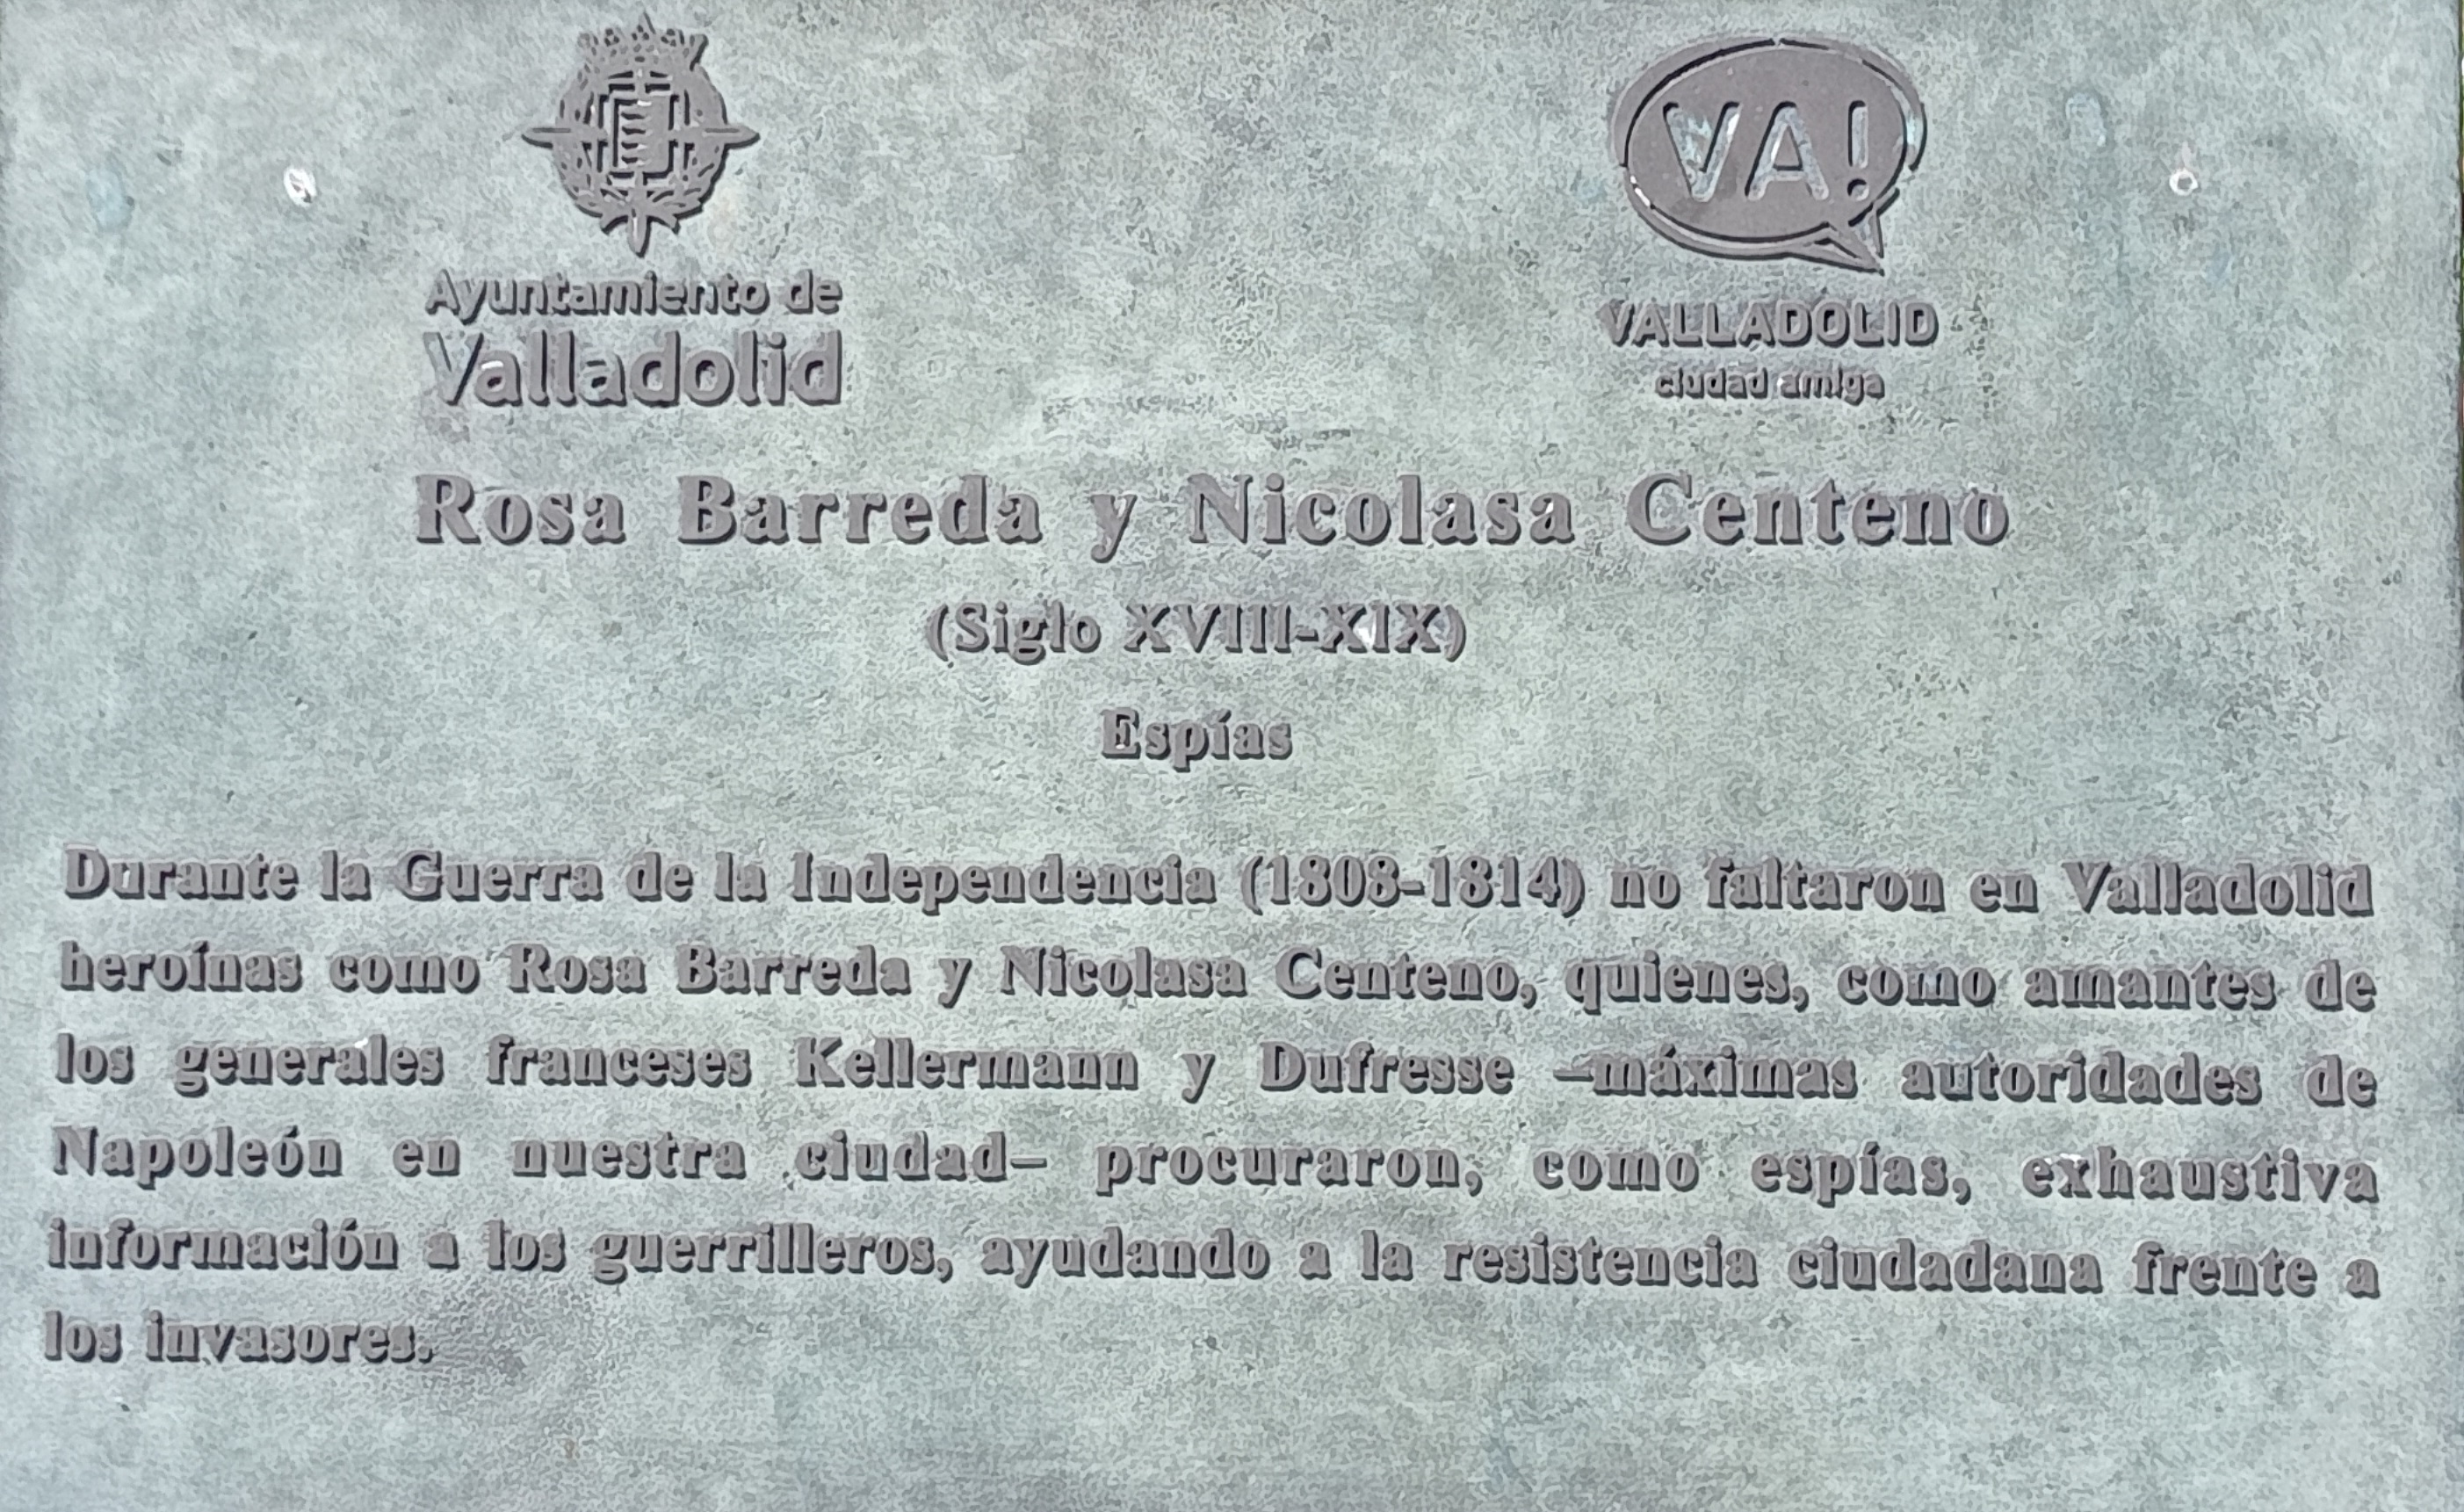 Ayuntamiento de
Valladolid
VA!
VALLADOLID
ciudad amiga
Rosa Barreda y Nicolasa Centeno
(Siglo XVIII-XIX)
Espías
Durante la Guerra de la Independencia (1808-1814) no faltaron en Valladolid
heroínas como Rosa Barreda y Nicolasa Centeno, quienes, como amantes de
los generales franceses Kellermann y Dufresse –máximas autoridades de
Napoleón en nuestra ciudad– procuraron, como espías, exhaustiva
información a los guerrilleros, ayudando a la resistencia ciudadana frente a
los invasores.